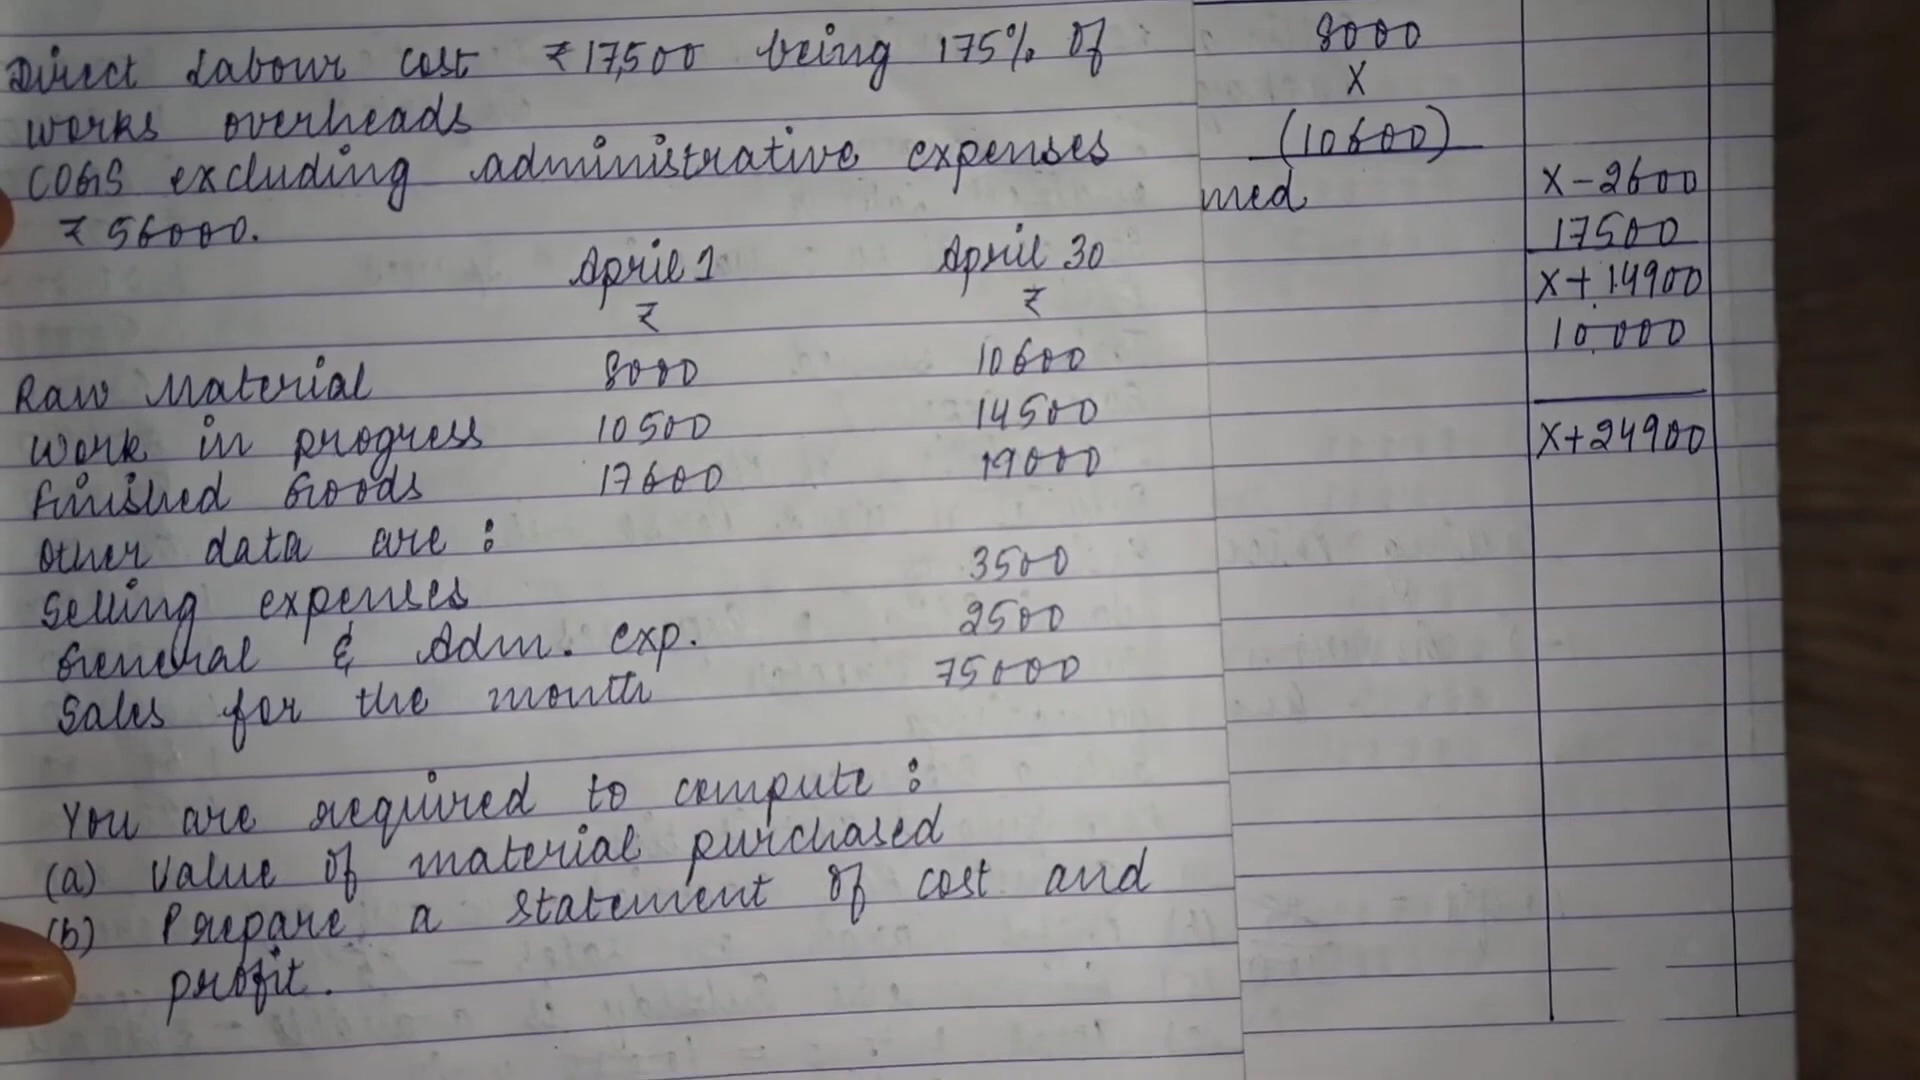 Direct Labour cost ₹17,500 being 175% of
works overheads
COGS excluding administrative expenses
₹ 56000.
April 1 April 30
₹ ₹
Raw Material 8000 10600
Work in progress 10500 14500
Finished Goods 17600 19000
Other data are :
Selling expenses 3500
General & Adm. exp. 2500
Sales for the month 75000
You are required to compute :
(a) Value of material purchased
(b) Prepare a statement of cost and
profit.
8000
X
(10600)
med X-2600
17500
X+14900
10000
X+24900